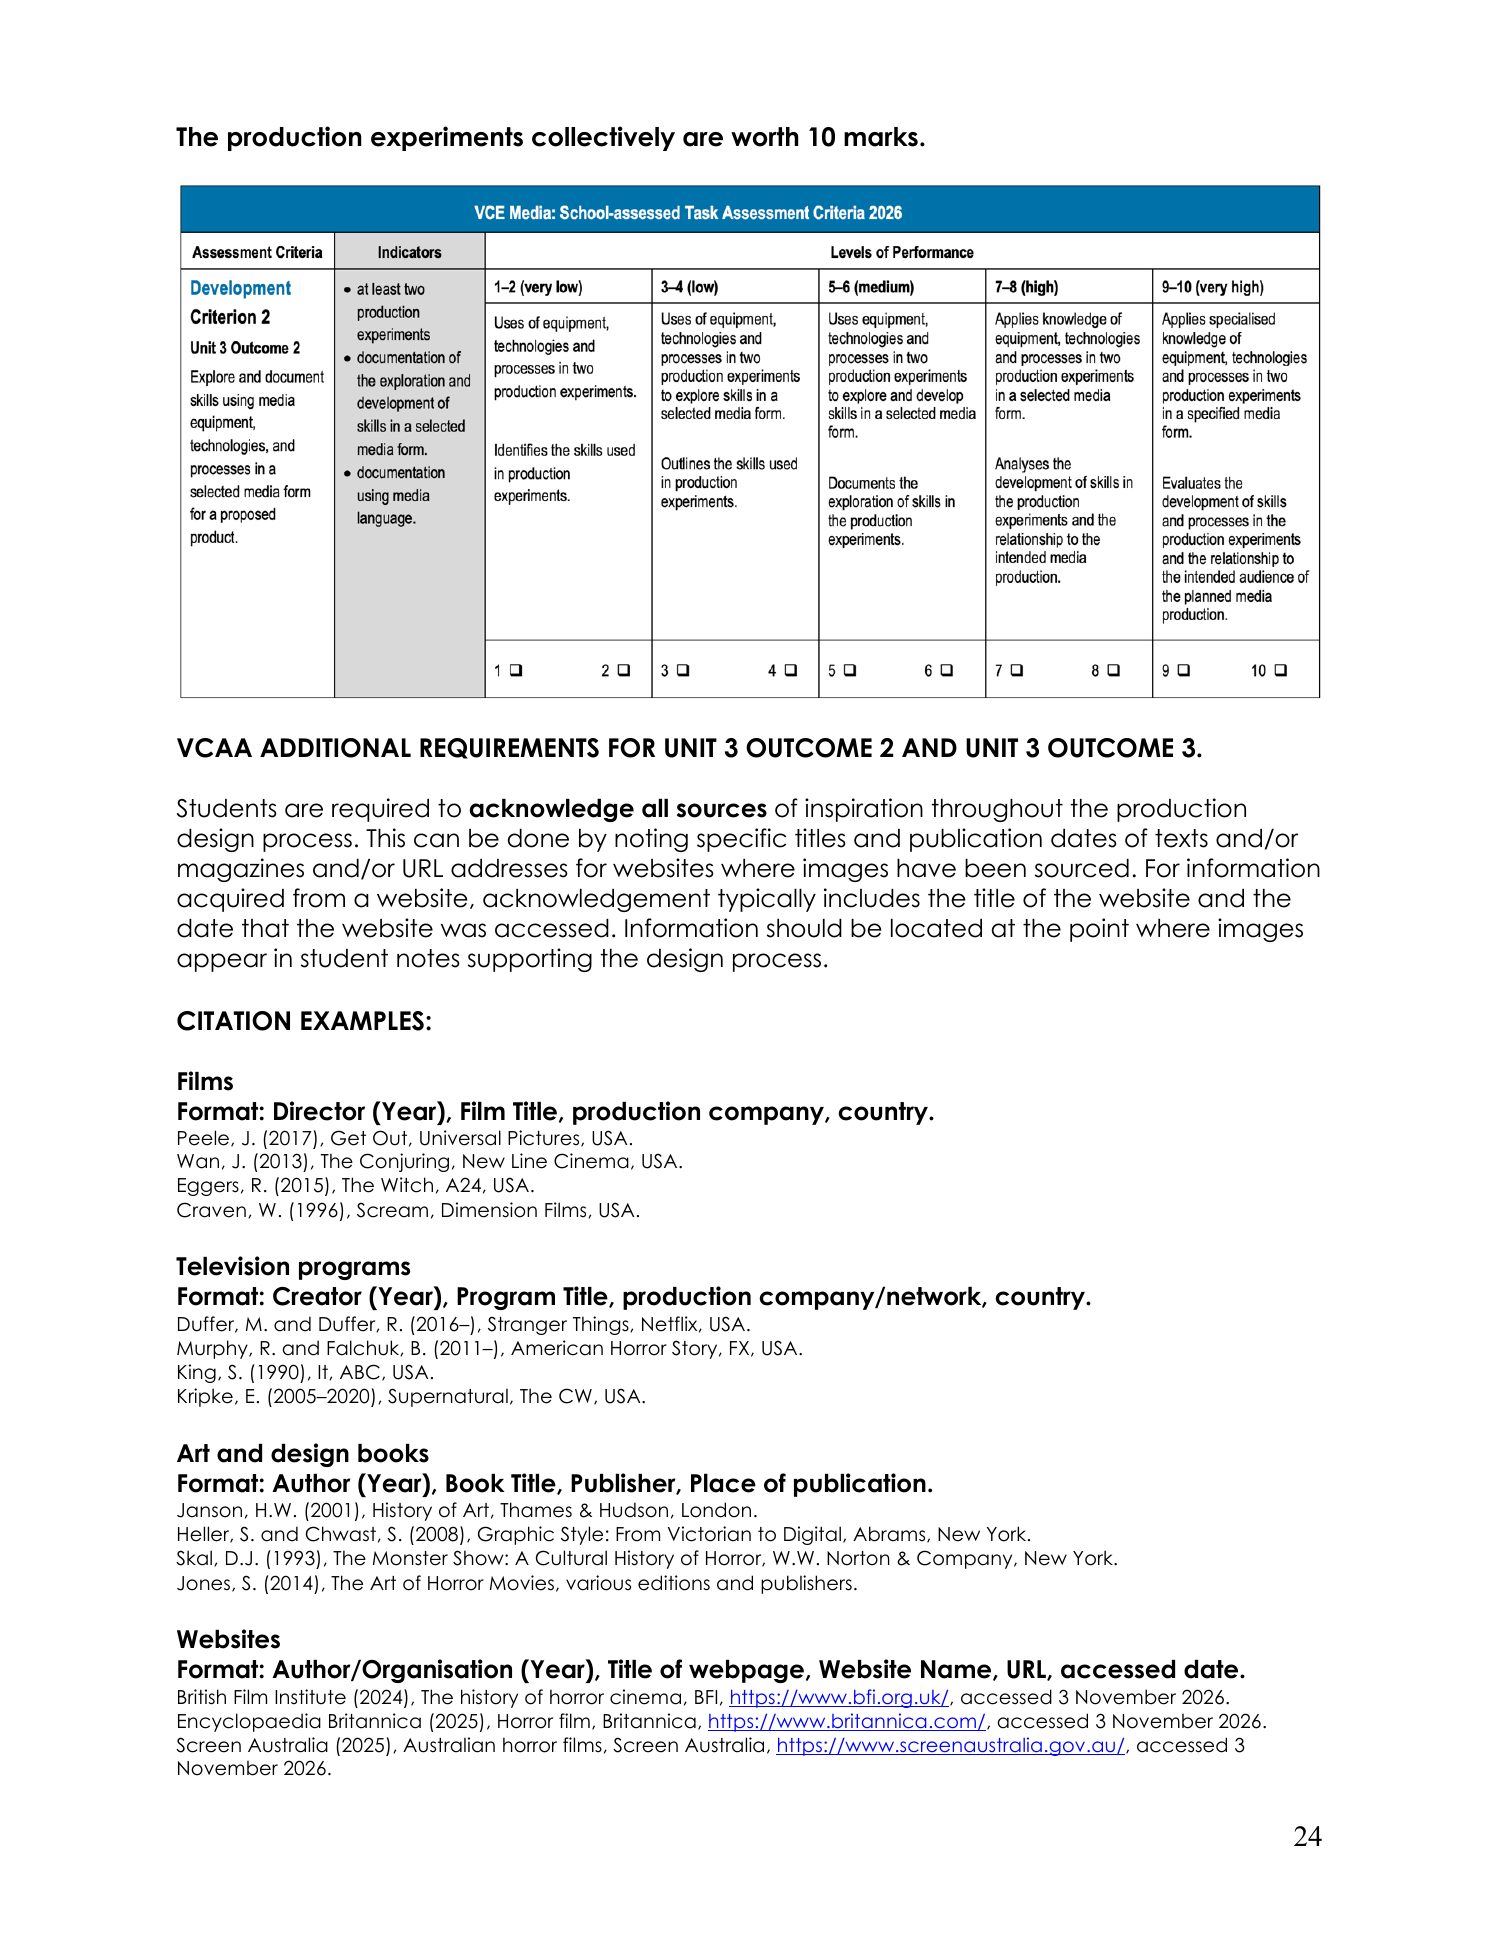 The production experiments collectively are worth 10 marks.
VCE Media: School-assessed Task Assessment Criteria 2026
Assessment Criteria
Indicators
Levels of Performance
Development
Criterion 2
Unit 3 Outcome 2
Explore and document
skills using media
equipment,
technologies, and
processes in a
selected media form
for a proposed
product.
• at least two
production
experiments
• documentation of
the exploration and
development of
skills in a selected
media form.
• documentation
using media
language.
1–2 (very low)
Uses of equipment,
technologies and
processes in two
production experiments.
Identifies the skills used
in production
experiments.
1 ❑ 2 ❑
3–4 (low)
Uses of equipment,
technologies and
processes in two
production experiments
to explore skills in a
selected media form.
Outlines the skills used
in production
experiments.
3 ❑ 4 ❑
5–6 (medium)
Uses equipment,
technologies and
processes in two
production experiments
to explore and develop
skills in a selected media
form.
Documents the
exploration of skills in
the production
experiments.
5 ❑ 6 ❑
7–8 (high)
Applies knowledge of
equipment, technologies
and processes in two
production experiments
in a selected media
form.
Analyses the
development of skills in
the production
experiments and the
relationship to the
intended media
production.
7 ❑ 8 ❑
9–10 (very high)
Applies specialised
knowledge of
equipment, technologies
and processes in two
production experiments
in a specified media
form.
Evaluates the
development of skills
and processes in the
production experiments
and the relationship to
the intended audience of
the planned media
production.
9 ❑ 10 ❑
VCAA ADDITIONAL REQUIREMENTS FOR UNIT 3 OUTCOME 2 AND UNIT 3 OUTCOME 3.
Students are required to acknowledge all sources of inspiration throughout the production
design process. This can be done by noting specific titles and publication dates of texts and/or
magazines and/or URL addresses for websites where images have been sourced. For information
acquired from a website, acknowledgement typically includes the title of the website and the
date that the website was accessed. Information should be located at the point where images
appear in student notes supporting the design process.
CITATION EXAMPLES:
Films
Format: Director (Year), Film Title, production company, country.
Peele, J. (2017), Get Out, Universal Pictures, USA.
Wan, J. (2013), The Conjuring, New Line Cinema, USA.
Eggers, R. (2015), The Witch, A24, USA.
Craven, W. (1996), Scream, Dimension Films, USA.
Television programs
Format: Creator (Year), Program Title, production company/network, country.
Duffer, M. and Duffer, R. (2016–), Stranger Things, Netflix, USA.
Murphy, R. and Falchuk, B. (2011–), American Horror Story, FX, USA.
King, S. (1990), It, ABC, USA.
Kripke, E. (2005–2020), Supernatural, The CW, USA.
Art and design books
Format: Author (Year), Book Title, Publisher, Place of publication.
Janson, H.W. (2001), History of Art, Thames & Hudson, London.
Heller, S. and Chwast, S. (2008), Graphic Style: From Victorian to Digital, Abrams, New York.
Skal, D.J. (1993), The Monster Show: A Cultural History of Horror, W.W. Norton & Company, New York.
Jones, S. (2014), The Art of Horror Movies, various editions and publishers.
Websites
Format: Author/Organisation (Year), Title of webpage, Website Name, URL, accessed date.
British Film Institute (2024), The history of horror cinema, BFI, https://www.bfi.org.uk/, accessed 3 November 2026.
Encyclopaedia Britannica (2025), Horror film, Britannica, https://www.britannica.com/, accessed 3 November 2026.
Screen Australia (2025), Australian horror films, Screen Australia, https://www.screenaustralia.gov.au/, accessed 3
November 2026.
24